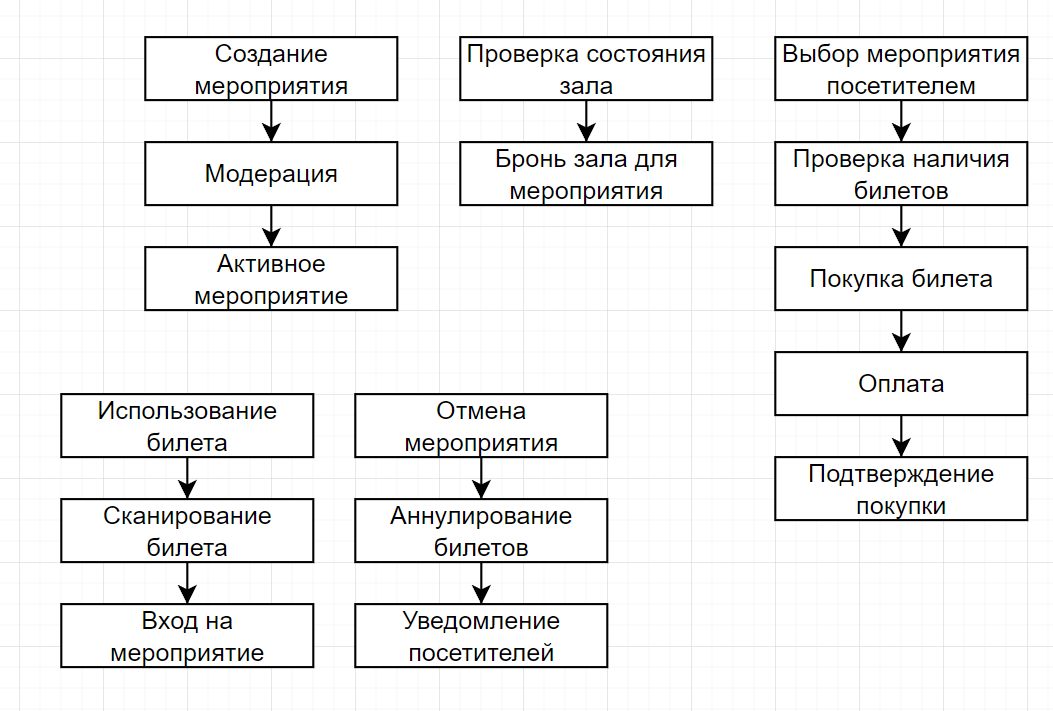 Создание
мероприятия
Модерация
Активное
мероприятие
Проверка состояния
зала
Бронь зала для
мероприятия
Выбор мероприятия
посетителем
Проверка наличия
билетов
Покупка билета
Оплата
Подтверждение
покупки
Использование
билета
Сканирование
билета
Вход на
мероприятие
Отмена
мероприятия
Аннулирование
билетов
Уведомление
посетителей